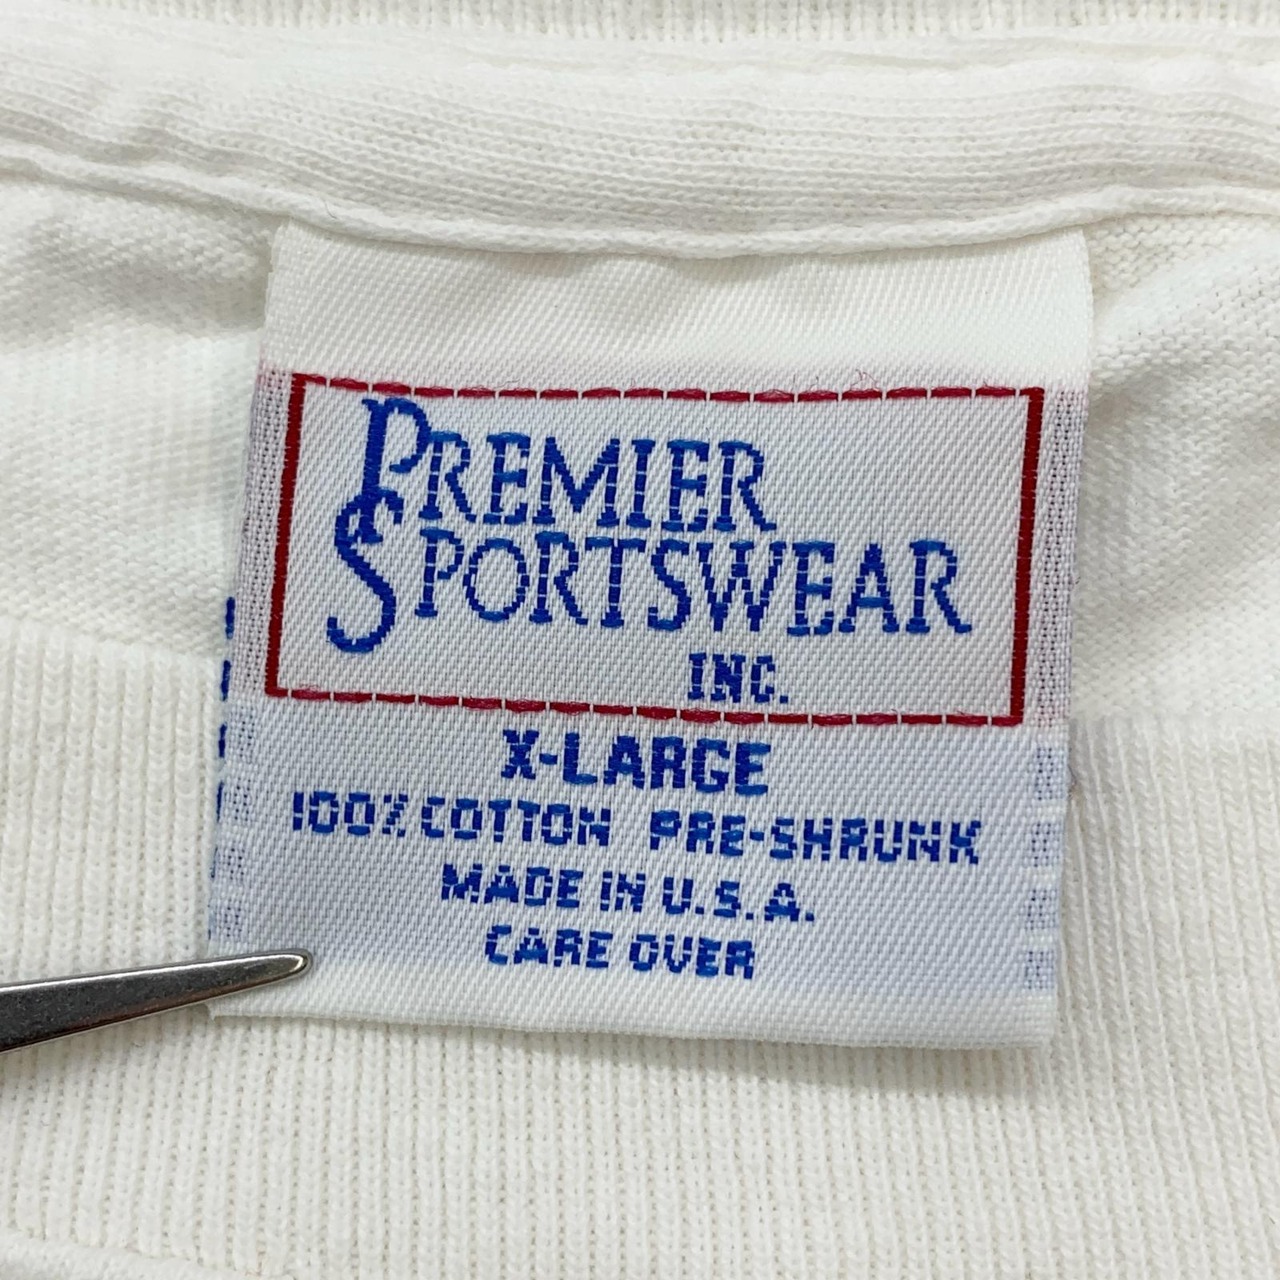 PREMIER
SPORTSWEAR
INC.
X-LARGE
100% COTTON PRE-SHRUNK
MADE IN U.S.A.
CARE OVER